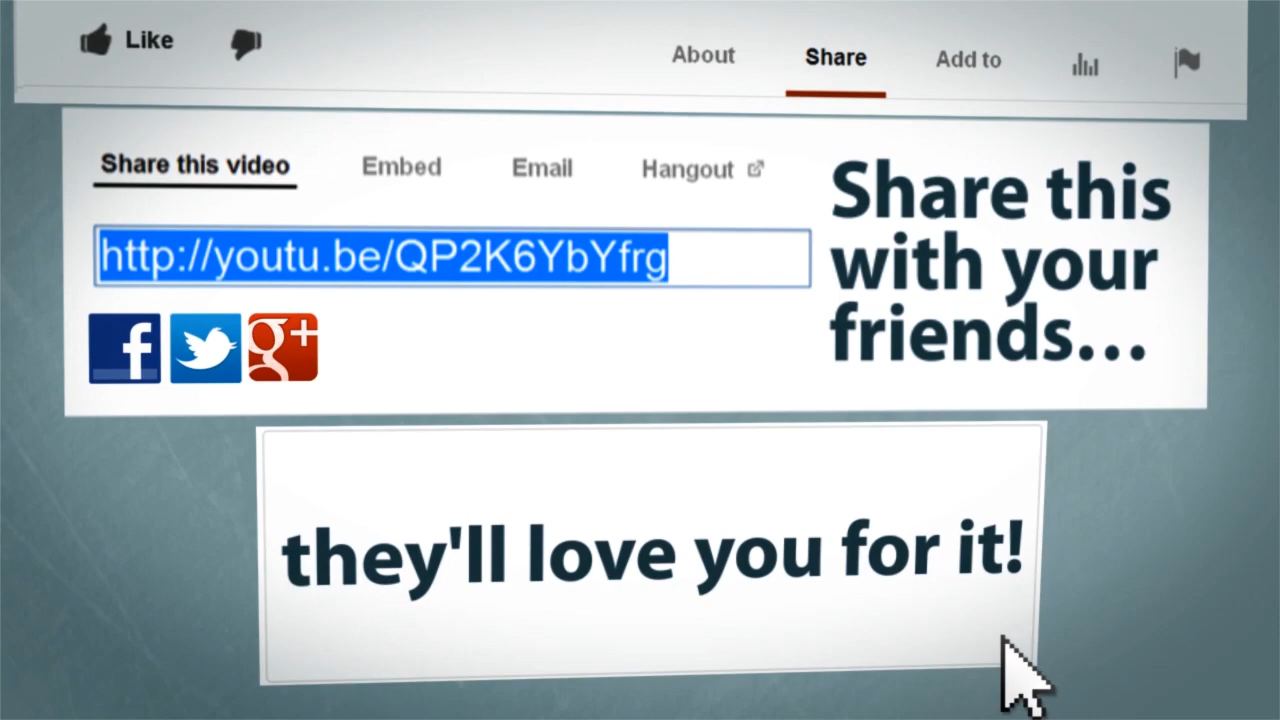 Like
About
Share
Add to
Share this video
Embed
Email
Hangout
http://youtu.be/QP2K6YbYfrg
f
g+
Share this
with your
friends...
they'll love you for it!